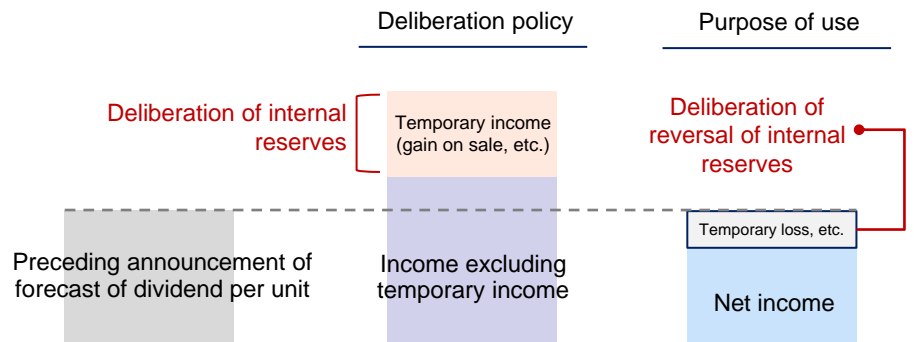 Deliberation policy
Purpose of use
Deliberation of internal
reserves
Temporary income
(gain on sale, etc.)
Deliberation of
reversal of internal
reserves
Temporary loss, etc.
Preceding announcement of
forecast of dividend per unit
Income excluding
temporary income
Net income